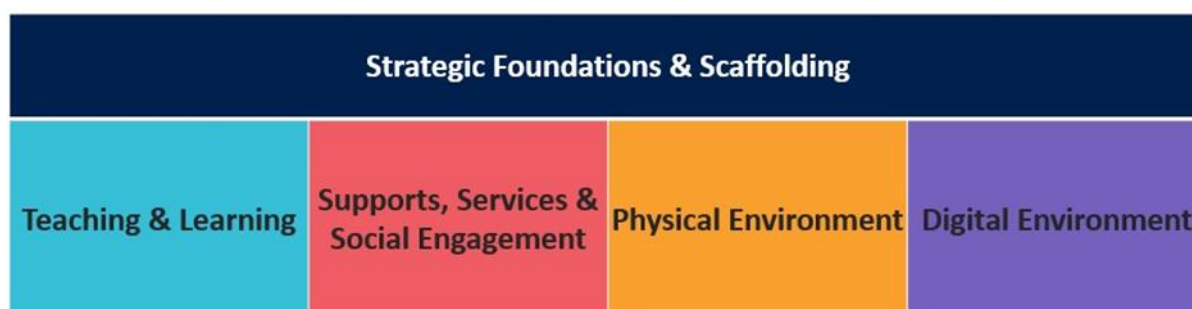 Strategic Foundations & Scaffolding
Teaching & Learning
Supports, Services &
Social Engagement
Physical Environment
Digital Environment